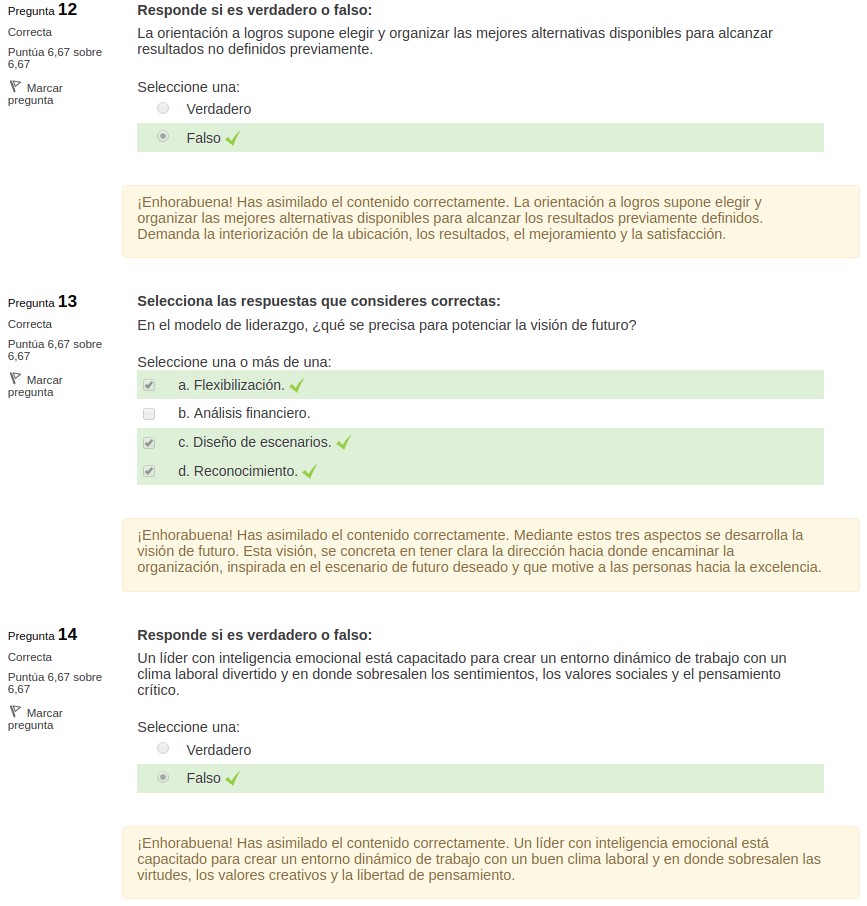 Pregunta 12
Correcta
Puntúa 6,67 sobre
6,67
Marcar
pregunta
Responde si es verdadero o falso:
La orientación a logros supone elegir y organizar las mejores alternativas disponibles para alcanzar
resultados no definidos previamente.
Seleccione una:
Verdadero
Falso
¡Enhorabuena! Has asimilado el contenido correctamente. La orientación a logros supone elegir y
organizar las mejores alternativas disponibles para alcanzar los resultados previamente definidos.
Demanda la interiorización de la ubicación, los resultados, el mejoramiento y la satisfacción.
Pregunta 13
Correcta
Puntúa 6,67 sobre
6,67
Marcar
pregunta
Selecciona las respuestas que consideres correctas:
En el modelo de liderazgo, ¿qué se precisa para potenciar la visión de futuro?
Seleccione una o más de una:
a. Flexibilización.
b. Análisis financiero.
c. Diseño de escenarios.
d. Reconocimiento.
¡Enhorabuena! Has asimilado el contenido correctamente. Mediante estos tres aspectos se desarrolla la
visión de futuro. Esta visión, se concreta en tener clara la dirección hacia donde encaminar la
organización, inspirada en el escenario de futuro deseado y que motive a las personas hacia la excelencia.
Pregunta 14
Correcta
Puntúa 6,67 sobre
6,67
Marcar
pregunta
Responde si es verdadero o falso:
Un líder con inteligencia emocional está capacitado para crear un entorno dinámico de trabajo con un
clima laboral divertido y en donde sobresalen los sentimientos, los valores sociales y el pensamiento
crítico.
Seleccione una:
Verdadero
Falso
¡Enhorabuena! Has asimilado el contenido correctamente. Un líder con inteligencia emocional está
capacitado para crear un entorno dinámico de trabajo con un buen clima laboral y en donde sobresalen las
virtudes, los valores creativos y la libertad de pensamiento.